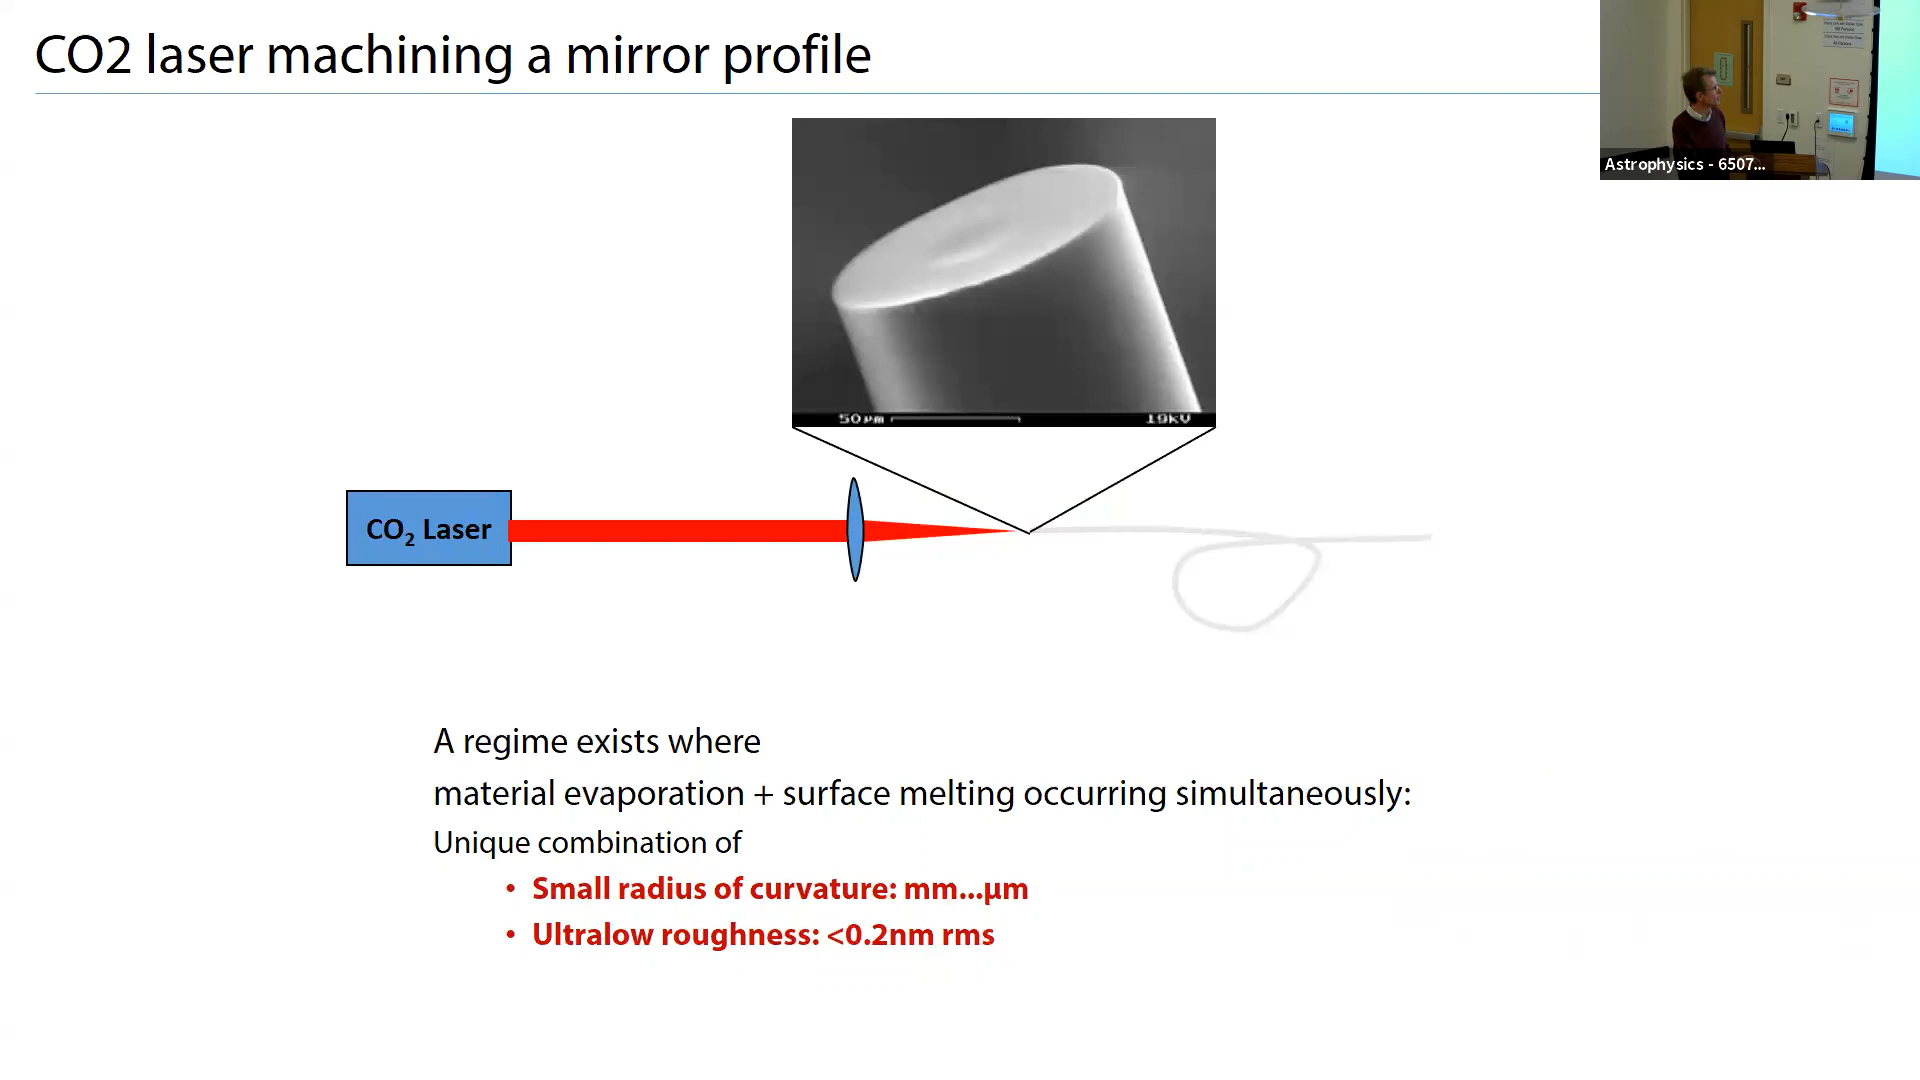 CO2 laser machining a mirror profile
Astrophysics - 6507...
50µm
19kV
CO₂ Laser
A regime exists where
material evaporation + surface melting occurring simultaneously:
Unique combination of
• Small radius of curvature: mm...µm
• Ultralow roughness: <0.2nm rms